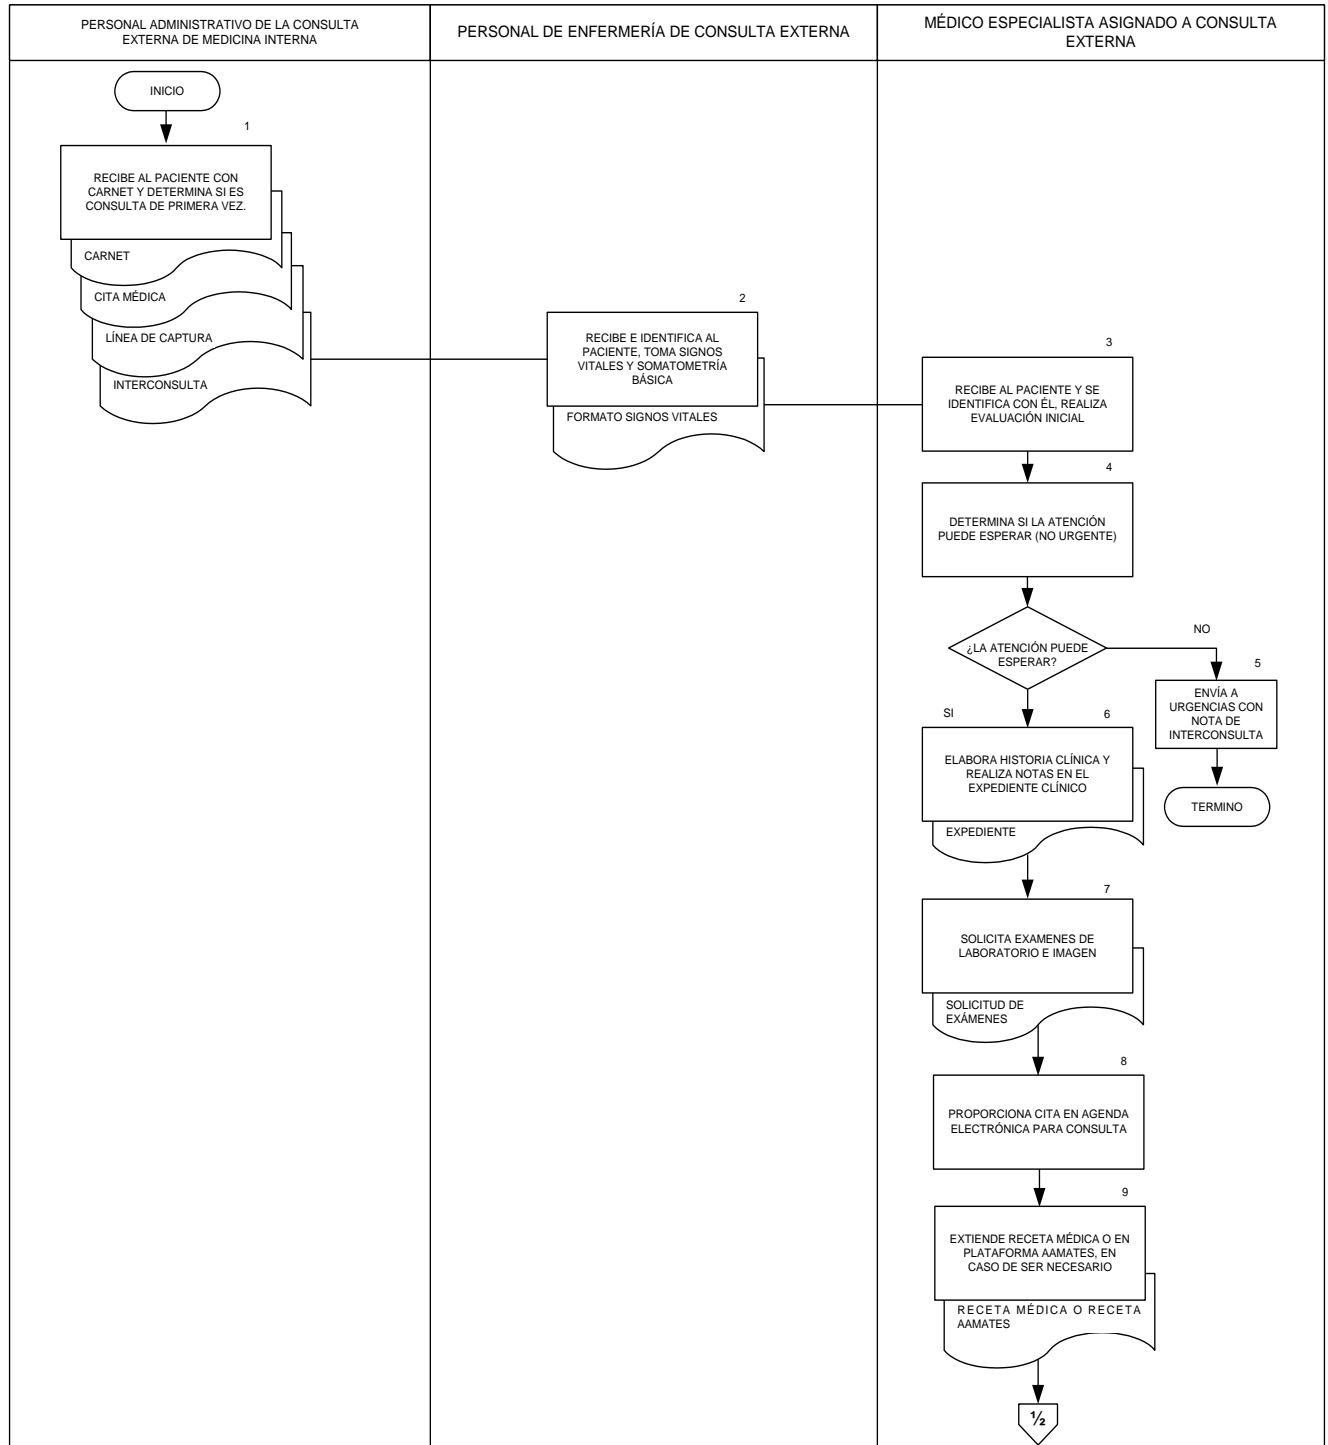 PERSONAL ADMINISTRATIVO DE LA CONSULTA
EXTERNA DE MEDICINA INTERNA
PERSONAL DE ENFERMERÍA DE CONSULTA EXTERNA
MÉDICO ESPECIALISTA ASIGNADO A CONSULTA
EXTERNA
INICIO
1
RECIBE AL PACIENTE CON
CARNET Y DETERMINA SI ES
CONSULTA DE PRIMERA VEZ.
CARNET
CITA MÉDICA
LÍNEA DE CAPTURA
INTERCONSULTA
2
RECIBE E IDENTIFICA AL
PACIENTE, TOMA SIGNOS
VITALES Y SOMATOMETRÍA
BÁSICA
FORMATO SIGNOS VITALES
3
RECIBE AL PACIENTE Y SE
IDENTIFICA CON ÉL, REALIZA
EVALUACIÓN INICIAL
4
DETERMINA SI LA ATENCIÓN
PUEDE ESPERAR (NO URGENTE)
¿LA ATENCIÓN PUEDE
ESPERAR?
NO
5
ENVÍA A
URGENCIAS CON
NOTA DE
INTERCONSULTA
TERMINO
SI
6
ELABORA HISTORIA CLÍNICA Y
REALIZA NOTAS EN EL
EXPEDIENTE CLÍNICO
EXPEDIENTE
7
SOLICITA EXAMENES DE
LABORATORIO E IMAGEN
SOLICITUD DE
EXÁMENES
8
PROPORCIONA CITA EN AGENDA
ELECTRÓNICA PARA CONSULTA
9
EXTIENDE RECETA MÉDICA O EN
PLATAFORMA AAMATES, EN
CASO DE SER NECESARIO
RECETA MÉDICA O RECETA
AAMATES
½